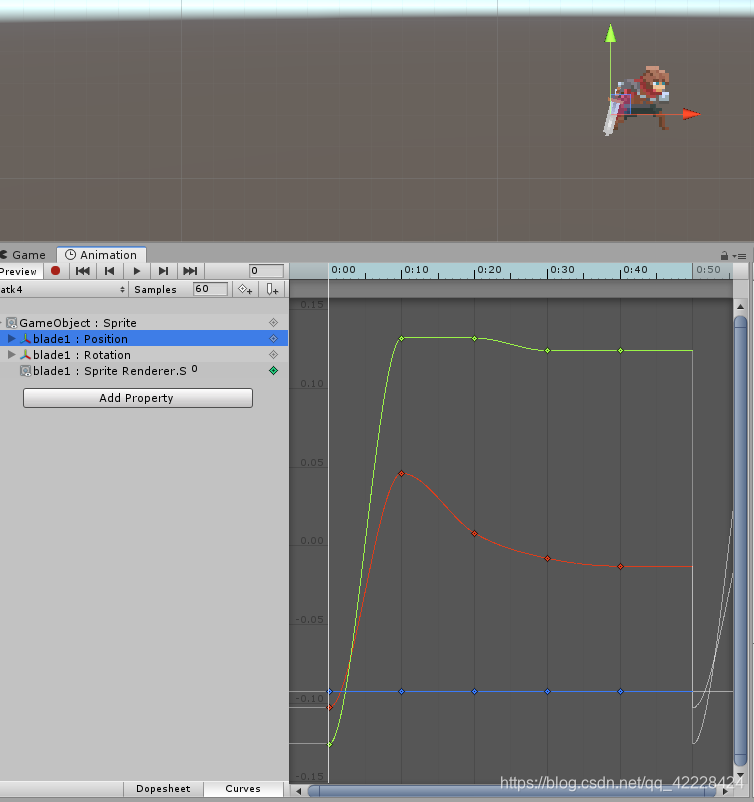 Game Animation
Preview 0 0:00 0:10 0:20 0:30 0:40 0:50
atk4 Samples 60
GameObject : Sprite
blade1 : Position
blade1 : Rotation
blade1 : Sprite Renderer.S 0
Add Property
0.15
0.10
0.05
0.00
-0.05
-0.10
-0.15
Dopesheet Curves
https://blog.csdn.net/qq_42228424